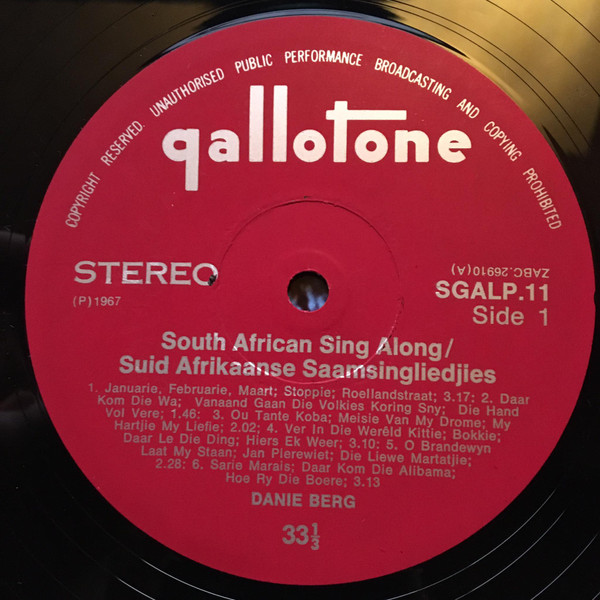 COPYRIGHT RESERVED. UNAUTHORISED PUBLIC PERFORMANCE BROADCASTING AND COPYING PROHIBITED
gallotone
STEREO
(P)1967
ZABC.26910(A)
SGALP.11
Side 1
South African Sing Along/
Suid Afrikaanse Saamsingliedjies
1. Januarie, Februarie, Maart; Stoppie; Roellandstraat; 3.17: 2. Daar
Kom Die Wa; Vanaand Gaan Die Volkies Koring Sny; Die Hand
Vol Vere; 1.46: 3. Ou Tante Koba; Meisie Van My Drome; My
Hartjie My Liefie; 2.02; 4. Ver In Die Werêld Kittie; Bokkie;
Daar Le Die Ding; Hiers Ek Weer; 3.10: 5. O Brandewyn
Laat My Staan; Jan Pierewiet; Die Liewe Martatjie;
2.28: 6. Sarie Marais; Daar Kom Die Alibama;
Hoe Ry Die Boere; 3.13
DANIE BERG
33⅓